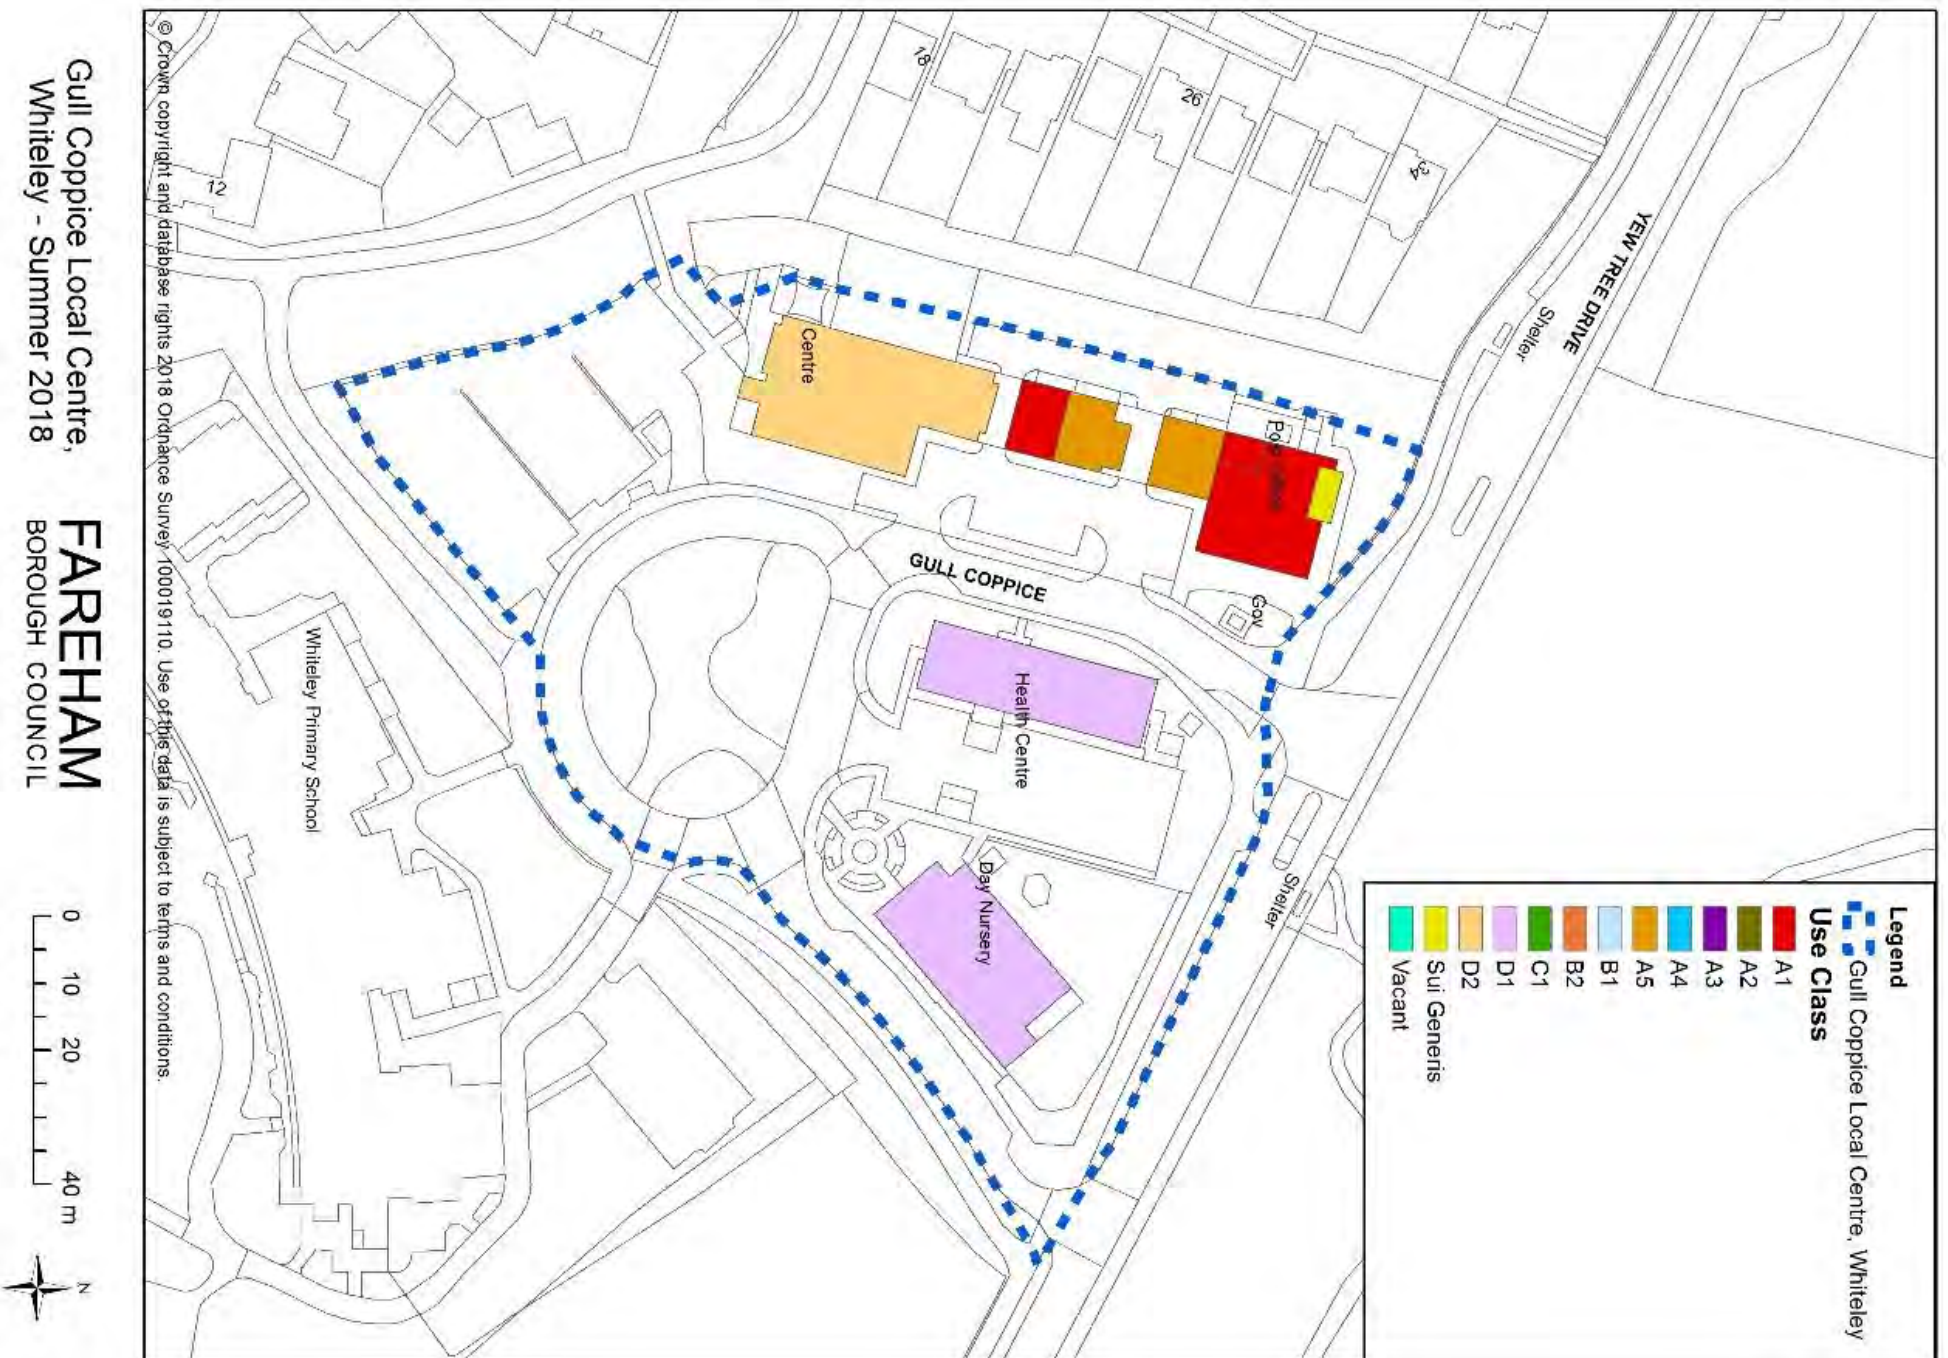 Legend
Gull Coppice Local Centre, Whiteley
Use Class
A1
A2
A3
A4
A5
B1
B2
C1
D1
D2
Sui Generis
Vacant
YEW TREE DRIVE
Shelter
34
26
18
12
Centre
Gov
GULL COPPICE
Health Centre
Day Nursery
Shelter
Whiteley Primary School
© Crown copyright and database rights 2018 Ordnance Survey 100019110. Use of this data is subject to terms and conditions.
Gull Coppice Local Centre,
Whiteley - Summer 2018
FAREHAM
BOROUGH COUNCIL
0 10 20 40 m
N